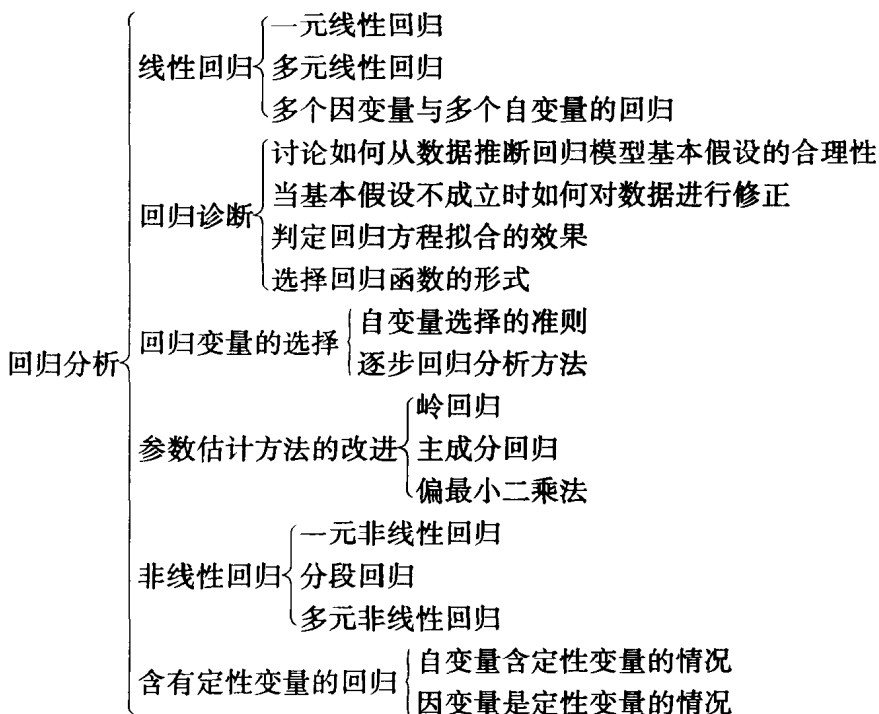 回归分析
线性回归
一元线性回归
多元线性回归
多个因变量与多个自变量的回归
回归诊断
讨论如何从数据推断回归模型基本假设的合理性
当基本假设不成立时如何对数据进行修正
判定回归方程拟合的效果
选择回归函数的形式
回归变量的选择
自变量选择的准则
逐步回归分析方法
参数估计方法的改进
岭回归
主成分回归
偏最小二乘法
非线性回归
一元非线性回归
分段回归
多元非线性回归
含有定性变量的回归
自变量含定性变量的情况
因变量是定性变量的情况